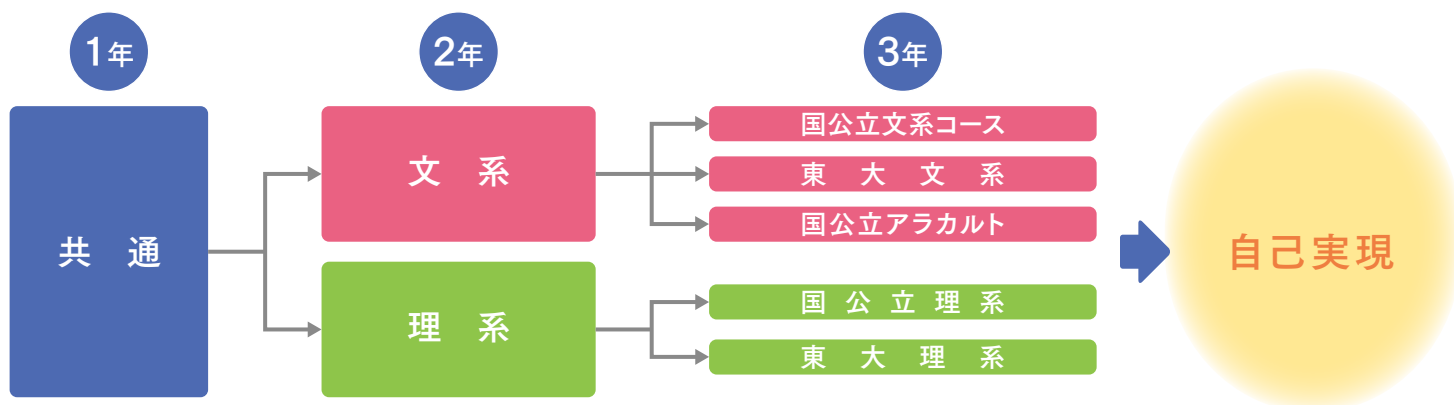 1年
2年
3年
共通
文系
理系
国公立文系コース
東大文系
国公立アラカルト
国公立理系
東大理系
自己実現